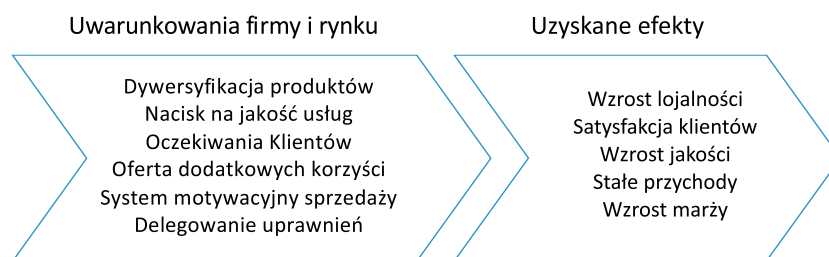 Uwarunkowania firmy i rynku
Dywersyfikacja produktów
Nacisk na jakość usług
Oczekiwania Klientów
Oferta dodatkowych korzyści
System motywacyjny sprzedaży
Delegowanie uprawnień
Uzyskane efekty
Wzrost lojalności
Satysfakcja klientów
Wzrost jakości
Stałe przychody
Wzrost marży